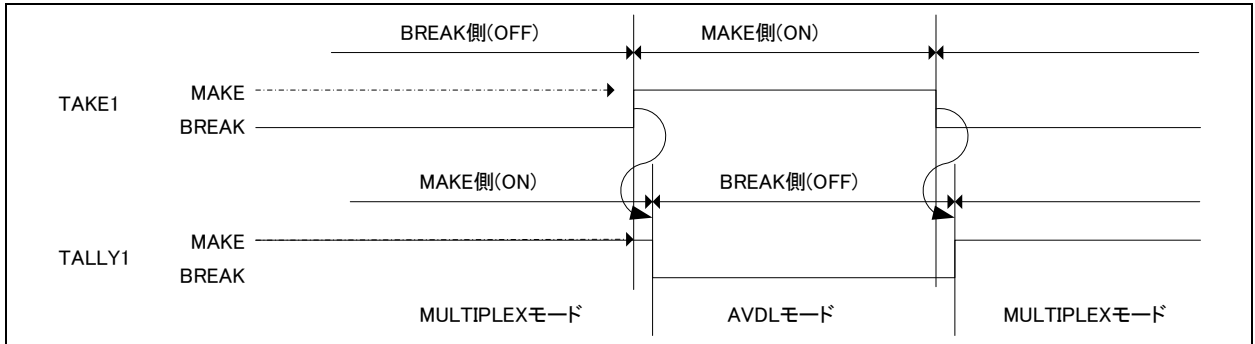 BREAK側(OFF) MAKE側(ON)
TAKE1
MAKE
BREAK
MAKE側(ON) BREAK側(OFF)
TALLY1
MAKE
BREAK
MULTIPLEXモード AVDLモード MULTIPLEXモード